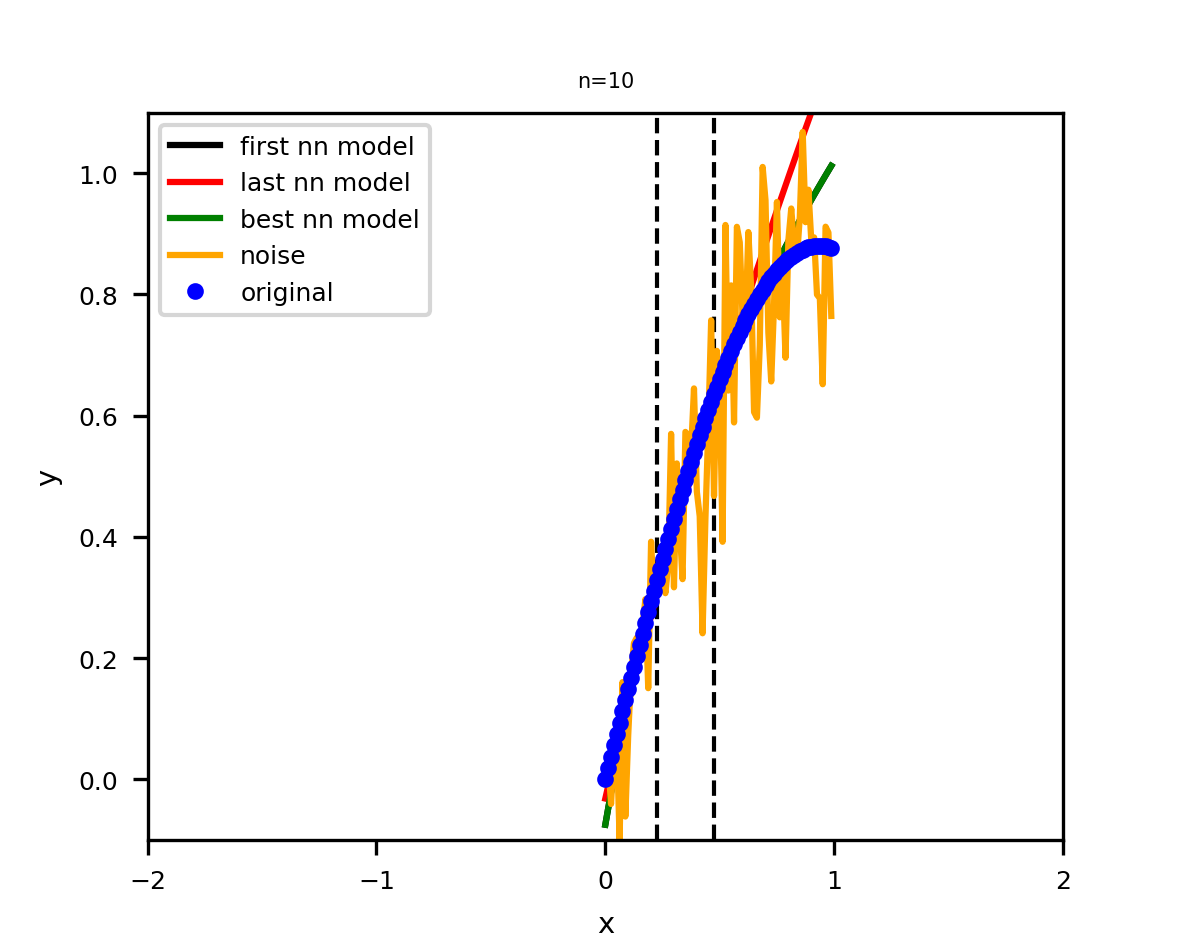 n=10
first nn model
last nn model
best nn model
noise
original
1.0
0.8
0.6
0.4
0.2
0.0
y
−2 −1 0 1 2
x